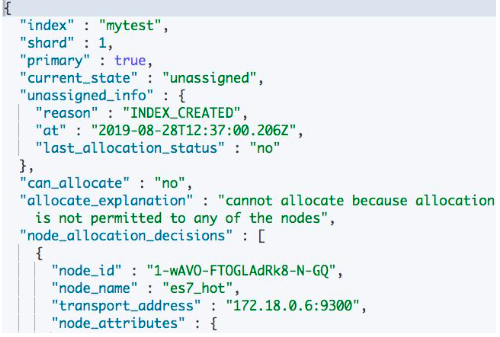 {
"index" : "mytest",
"shard" : 1,
"primary" : true,
"current_state" : "unassigned",
"unassigned_info" : {
"reason" : "INDEX_CREATED",
"at" : "2019-08-28T12:37:00.206Z",
"last_allocation_status" : "no"
},
"can_allocate" : "no",
"allocate_explanation" : "cannot allocate because allocation
is not permitted to any of the nodes",
"node_allocation_decisions" : [
{
"node_id" : "1-wAVO-FTOGLAdRk8-N-GQ",
"node_name" : "es7_hot",
"transport_address" : "172.18.0.6:9300",
"node_attributes" : {